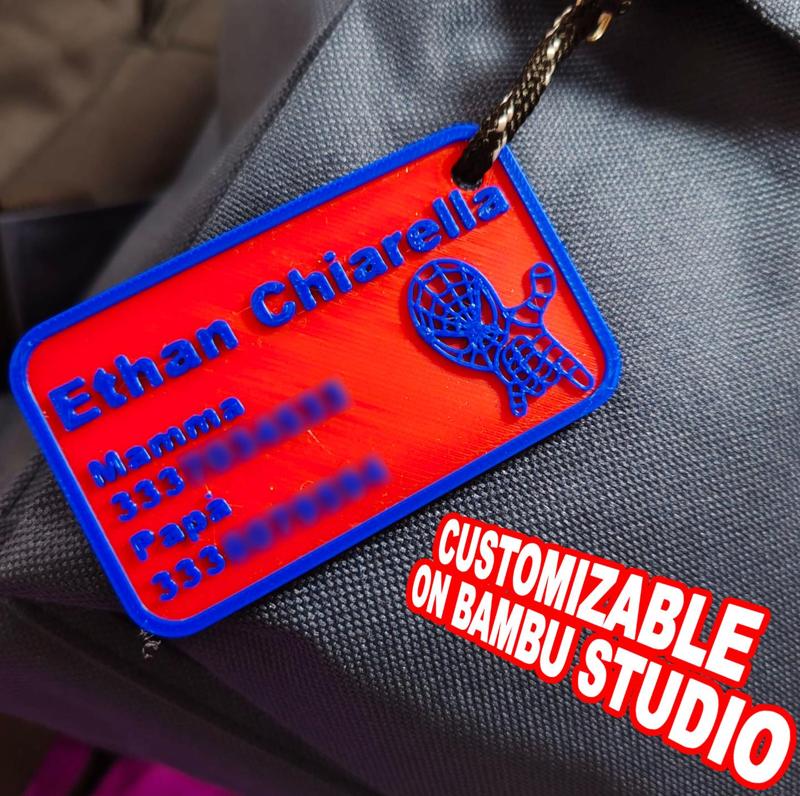 Ethan Chiarella
Mamma
333
Papà
333
CUSTOMIZABLE
ON BAMBU STUDIO